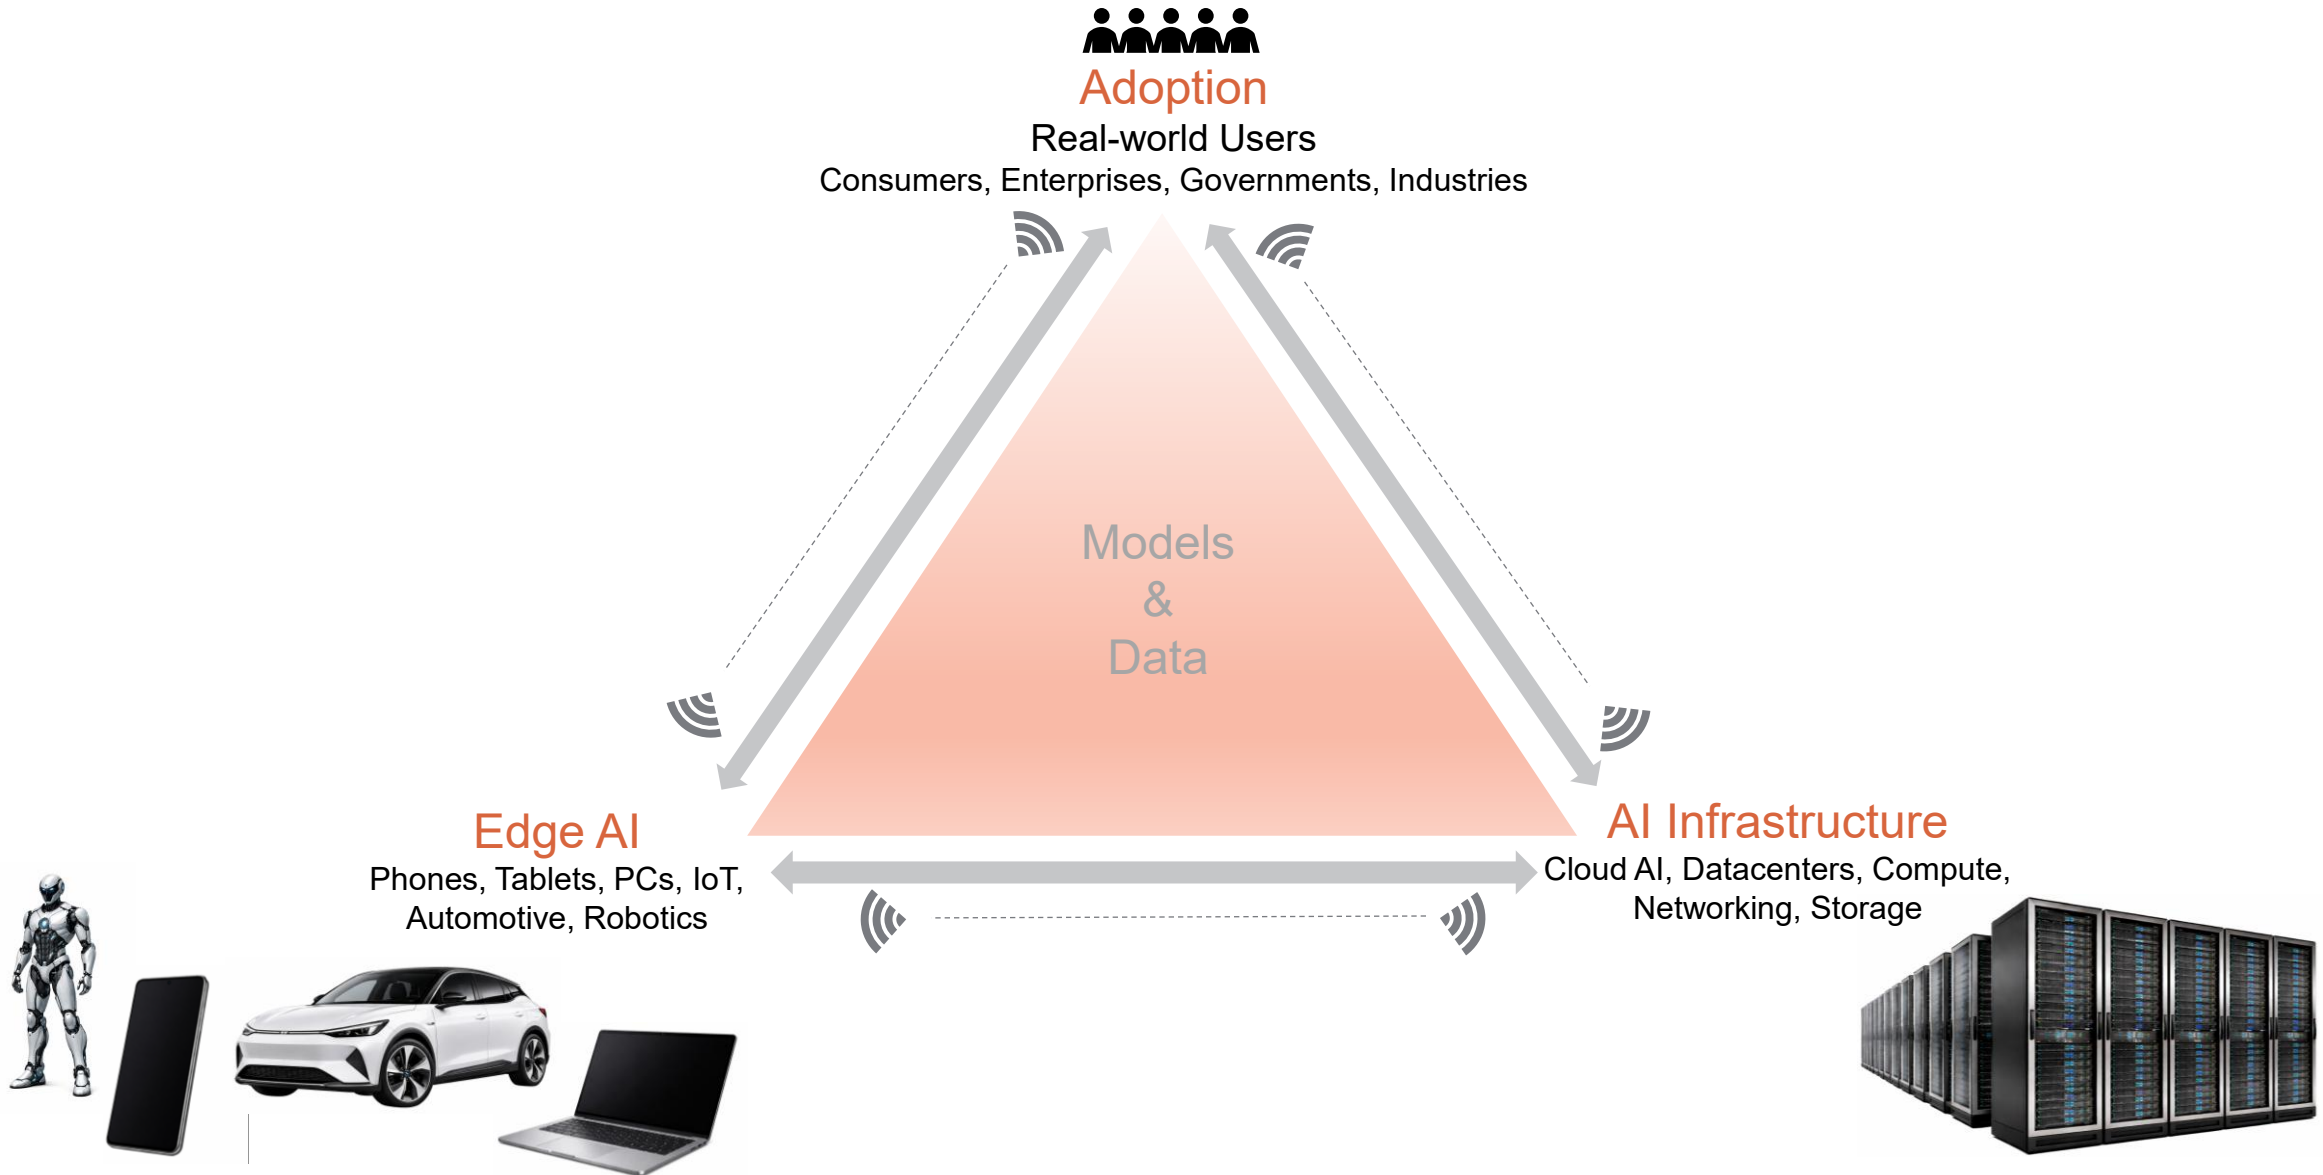 Adoption
Real-world Users
Consumers, Enterprises, Governments, Industries
Models
&
Data
Edge AI
Phones, Tablets, PCs, IoT,
Automotive, Robotics
AI Infrastructure
Cloud AI, Datacenters, Compute,
Networking, Storage